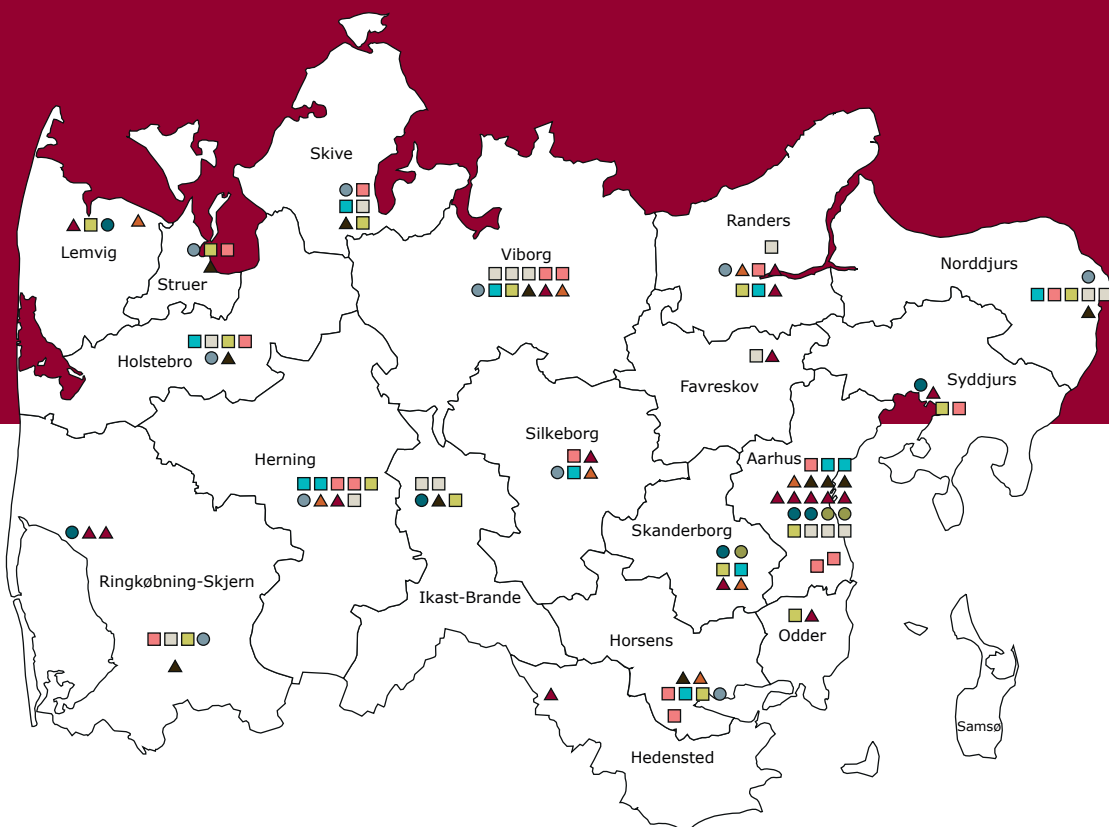 Skive
Randers
Lemvig
Viborg
Norddjurs
Struer
Holstebro
Favreskov
Syddjurs
Silkeborg
Herning
Aarhus
Skanderborg
Ringkøbning-Skjern
Ikast-Brande
Horsens
Odder
Samsø
Hedensted